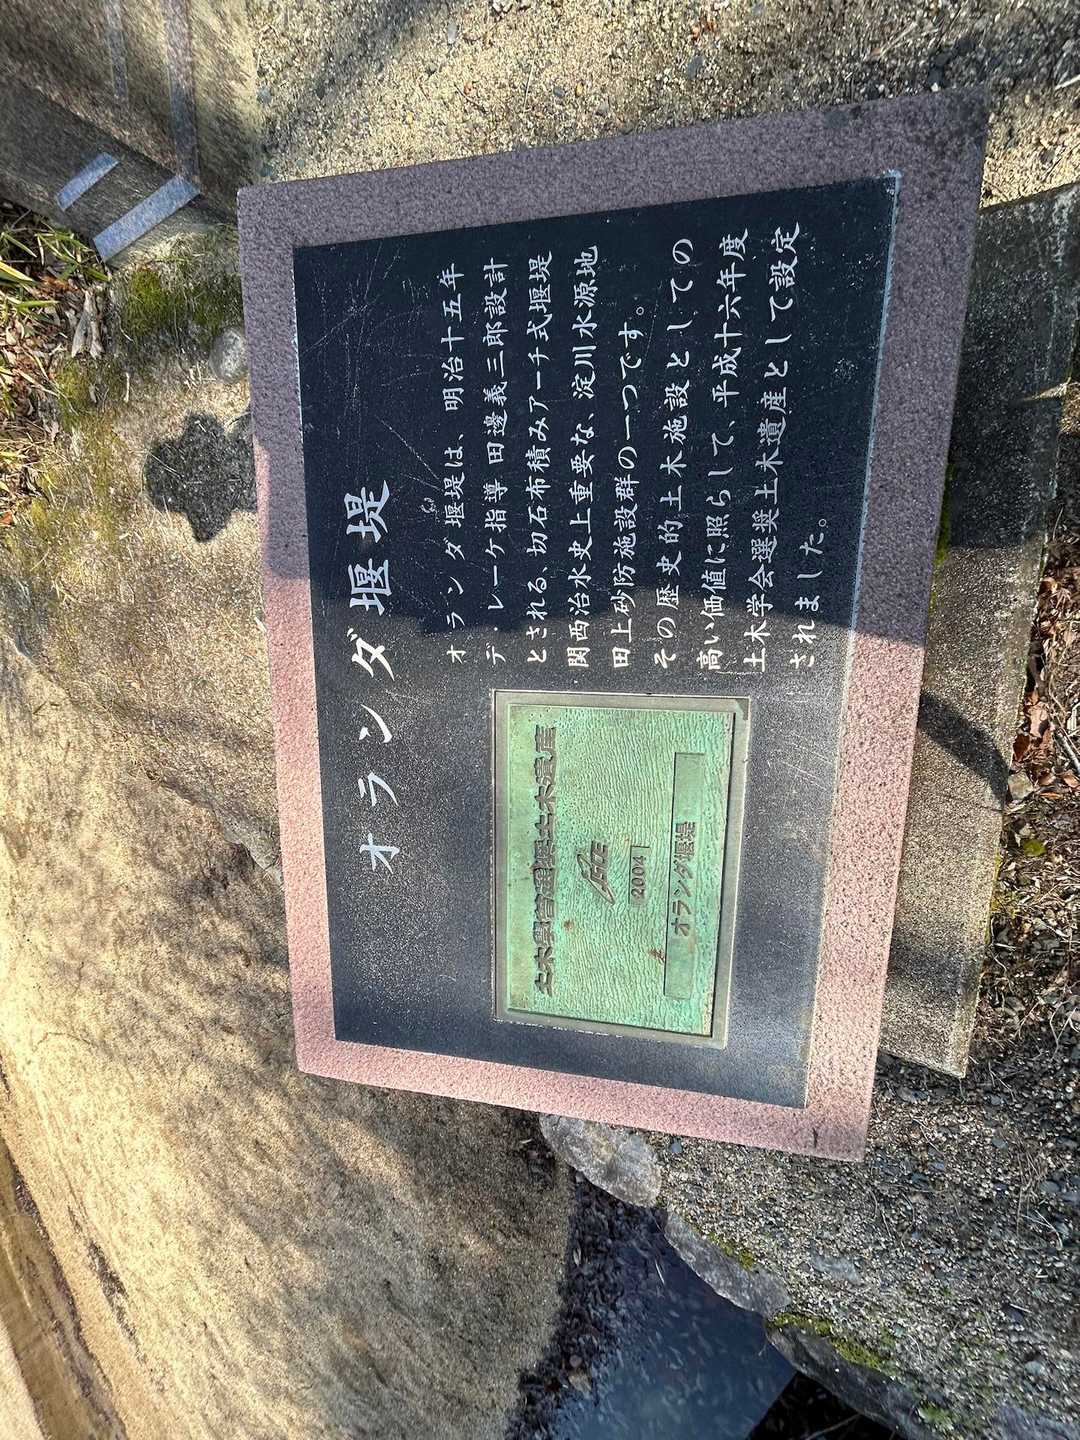 オランダ堰堤
オランダ堰堤は、明治十五年
デ・レーケ指導 田邉義三郎設計
とされる、切石布積みアーチ式堰堤
関西治水史上重要な、淀川水源地
田上砂防施設群の一つです。
その歴史的土木施設としての
高い価値に照らして、平成十六年度
土木学会選奨土木遺産として設定
されました。
土木學會選奨土木遺産
JSCE
2004
オランダ堰堤